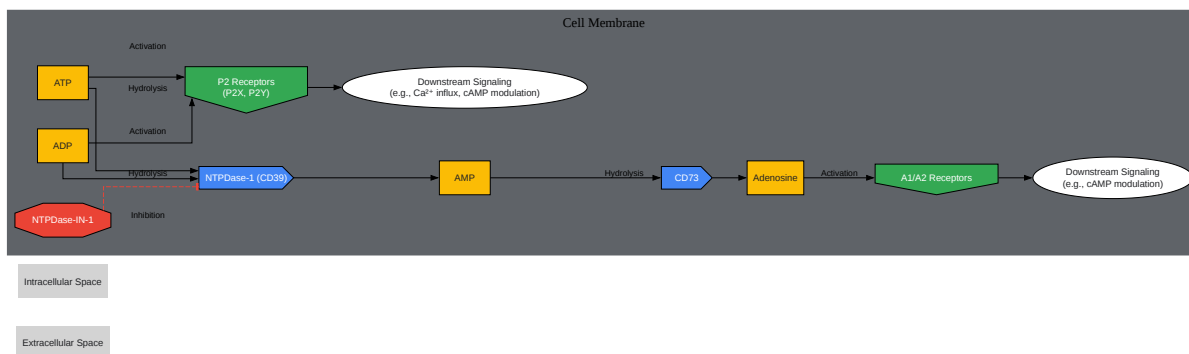 Cell Membrane
Activation
ATP
P2 Receptors
(P2X, P2Y)
Downstream Signaling
(e.g., Ca²⁺ influx, cAMP modulation)
Hydrolysis
Activation
ADP
Hydrolysis
NTPDase-1 (CD39)
AMP
Hydrolysis
CD73
Adenosine
Activation
A1/A2 Receptors
Downstream Signaling
(e.g., cAMP modulation)
NTPDase-IN-1
Inhibition
Intracellular Space
Extracellular Space